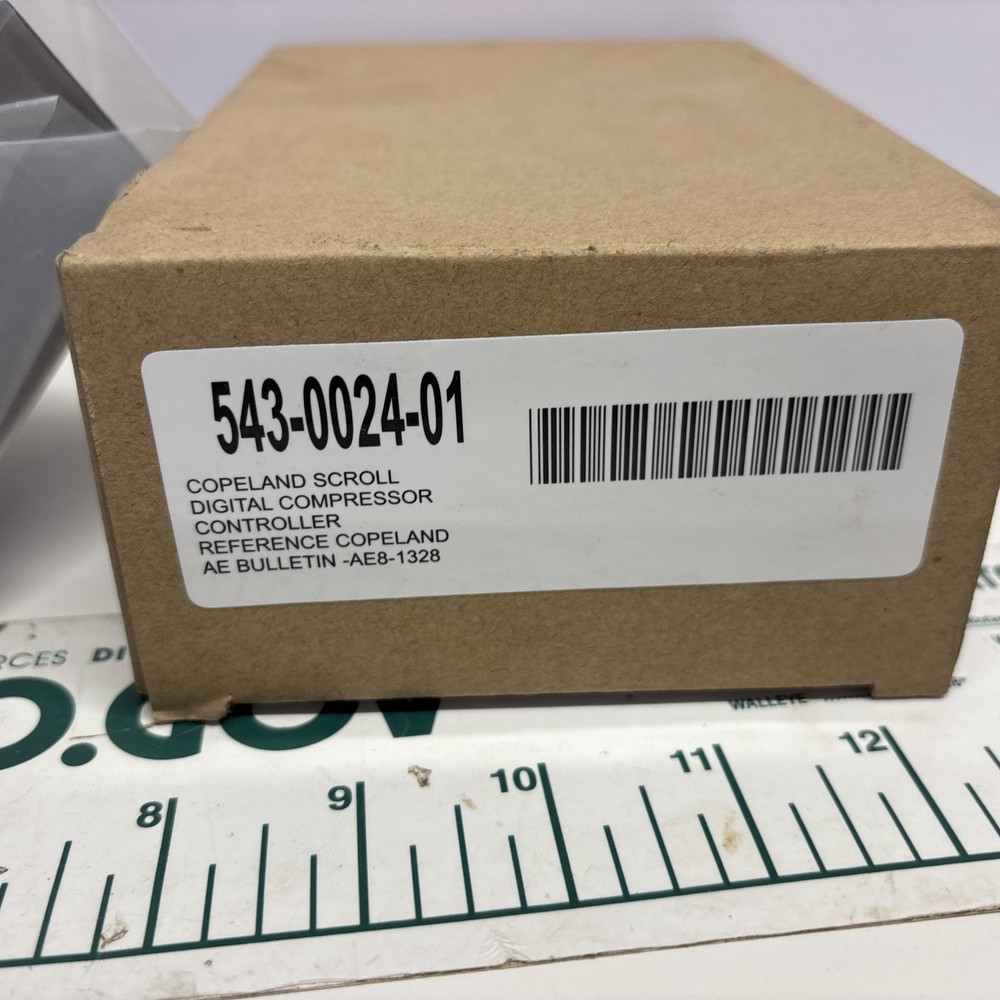 543-0024-01
COPELAND SCROLL
DIGITAL COMPRESSOR
CONTROLLER
REFERENCE COPELAND
AE BULLETIN -AE8-1328
WALLEYE
8 9 10 11 12